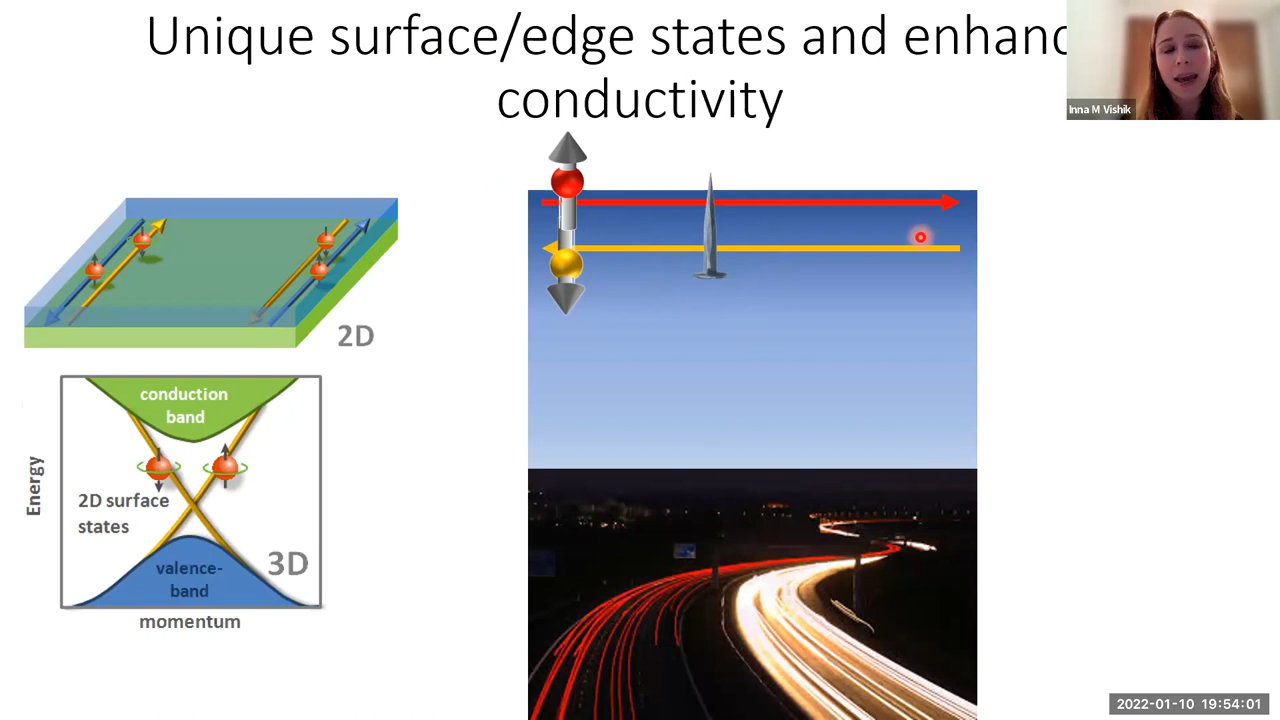 Unique surface/edge states and enhanc
conductivity
Inna M Vishik
2D
conduction
band
Energy
2D surface
states
3D
valence-
band
momentum
2022-01-10 19:54:01